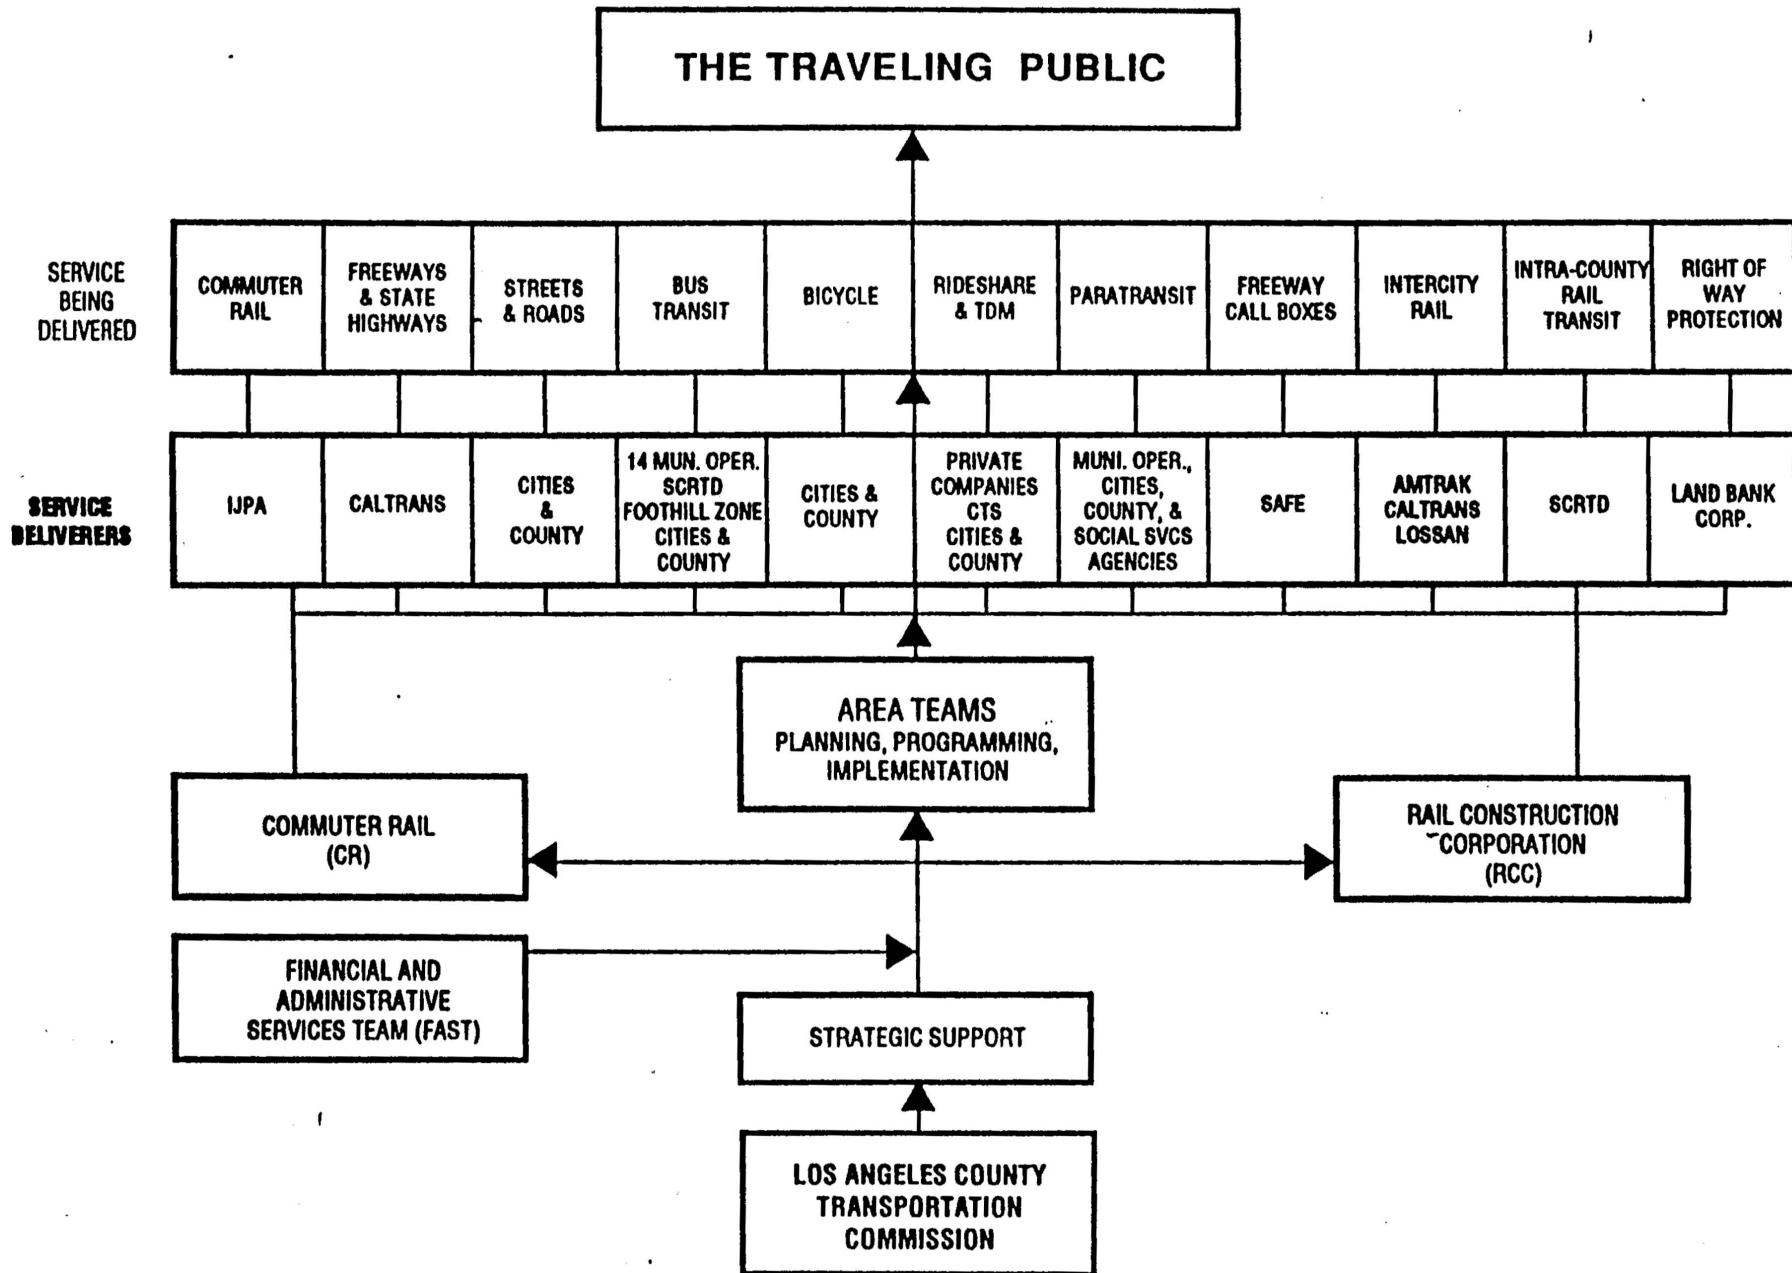 THE TRAVELING PUBLIC
SERVICE
BEING
DELIVERED
COMMUTER
RAIL
FREEWAYS
& STATE
HIGHWAYS
STREETS
& ROADS
BUS
TRANSIT
BICYCLE
RIDESHARE
& TDM
PARATRANSIT
FREEWAY
CALL BOXES
INTERCITY
RAIL
INTRA-COUNTY
RAIL
TRANSIT
RIGHT OF
WAY
PROTECTION
SERVICE
DELIVERERS
IJPA
CALTRANS
CITIES
&
COUNTY
14 MUN. OPER.
SCRTD
FOOTHILL ZONE
CITIES &
COUNTY
CITIES &
COUNTY
PRIVATE
COMPANIES
CTS
CITIES &
COUNTY
MUNI. OPER.,
CITIES,
COUNTY, &
SOCIAL SVCS
AGENCIES
SAFE
AMTRAK
CALTRANS
LOSSAN
SCRTD
LAND BANK
CORP.
AREA TEAMS
PLANNING, PROGRAMMING,
IMPLEMENTATION
COMMUTER RAIL
(CR)
RAIL CONSTRUCTION
CORPORATION
(RCC)
FINANCIAL AND
ADMINISTRATIVE
SERVICES TEAM (FAST)
STRATEGIC SUPPORT
LOS ANGELES COUNTY
TRANSPORTATION
COMMISSION